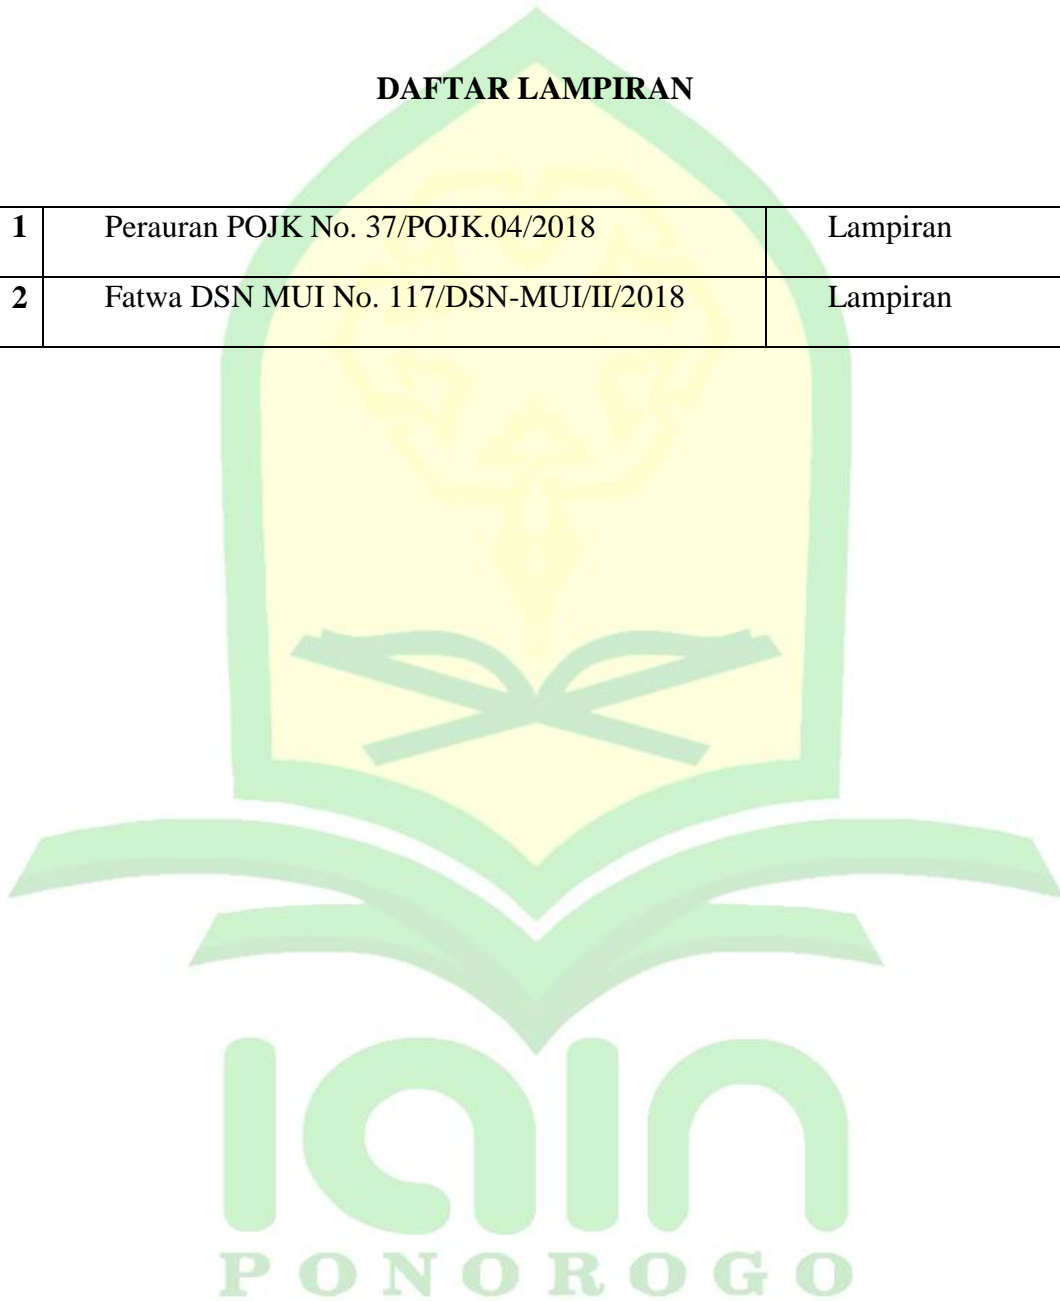 DAFTAR LAMPIRAN
1 Perauran POJK No. 37/POJK.04/2018 Lampiran
2 Fatwa DSN MUI No. 117/DSN-MUI/II/2018 Lampiran
iain
PONOROGO